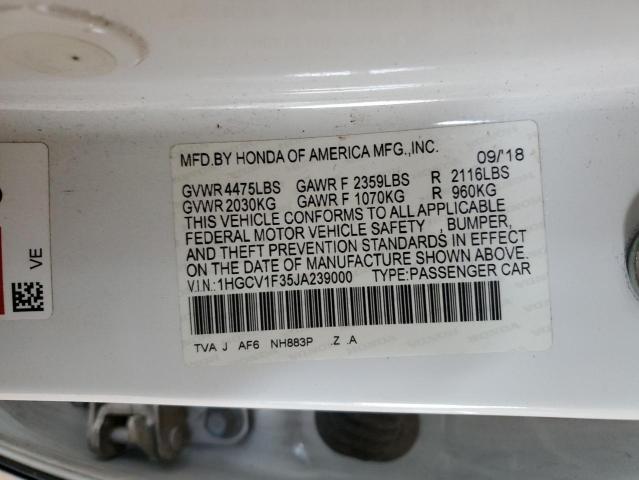 MFD.BY HONDA OF AMERICA MFG.,INC. 09/'18
GVWR 4475LBS GAWR F 2359LBS R 2116LBS
GVWR 2030KG GAWR F 1070KG R 960KG
THIS VEHICLE CONFORMS TO ALL APPLICABLE
FEDERAL MOTOR VEHICLE SAFETY , BUMPER,
AND THEFT PREVENTION STANDARDS IN EFFECT
ON THE DATE OF MANUFACTURE SHOWN ABOVE.
V.I.N.:1HGCV1F35JA239000 TYPE:PASSENGER CAR
TVA J AF6 NH883P .Z .A
VE